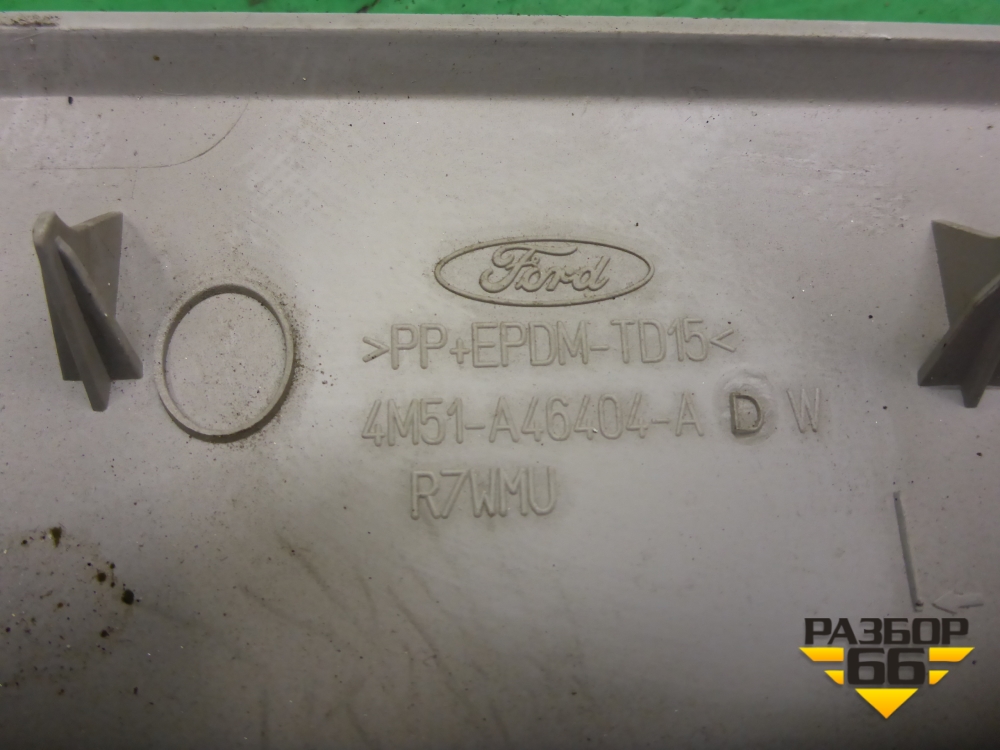 Ford
>PP+EPDM-TD15<
4M51-A46404-A D W
R7WMU
РАЗБОР
66